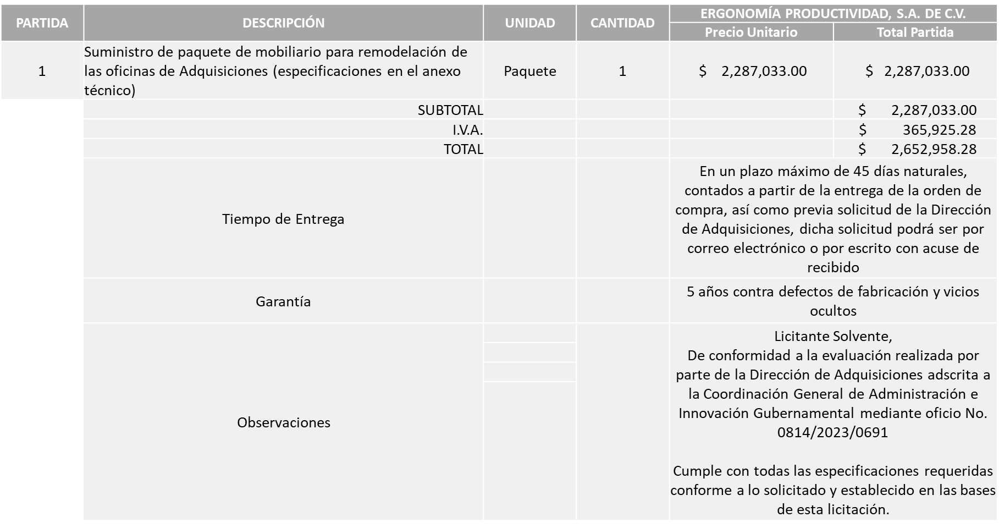 PARTIDA DESCRIPCIÓN UNIDAD CANTIDAD ERGONOMÍA PRODUCTIVIDAD, S.A. DE C.V.
Precio Unitario Total Partida
1 Suministro de paquete de mobiliario para remodelación de
las oficinas de Adquisiciones (especificaciones en el anexo
técnico) Paquete 1 $ 2,287,033.00 $ 2,287,033.00
SUBTOTAL $ 2,287,033.00
I.V.A. $ 365,925.28
TOTAL $ 2,652,958.28
Tiempo de Entrega
En un plazo máximo de 45 días naturales,
contados a partir de la entrega de la orden de
compra, así como previa solicitud de la Dirección
de Adquisiciones, dicha solicitud podrá ser por
correo electrónico o por escrito con acuse de
recibido
Garantía
5 años contra defectos de fabricación y vicios
ocultos
Observaciones
Licitante Solvente,
De conformidad a la evaluación realizada por
parte de la Dirección de Adquisiciones adscrita a
la Coordinación General de Administración e
Innovación Gubernamental mediante oficio No.
0814/2023/0691
Cumple con todas las especificaciones requeridas
conforme a lo solicitado y establecido en las bases
de esta licitación.